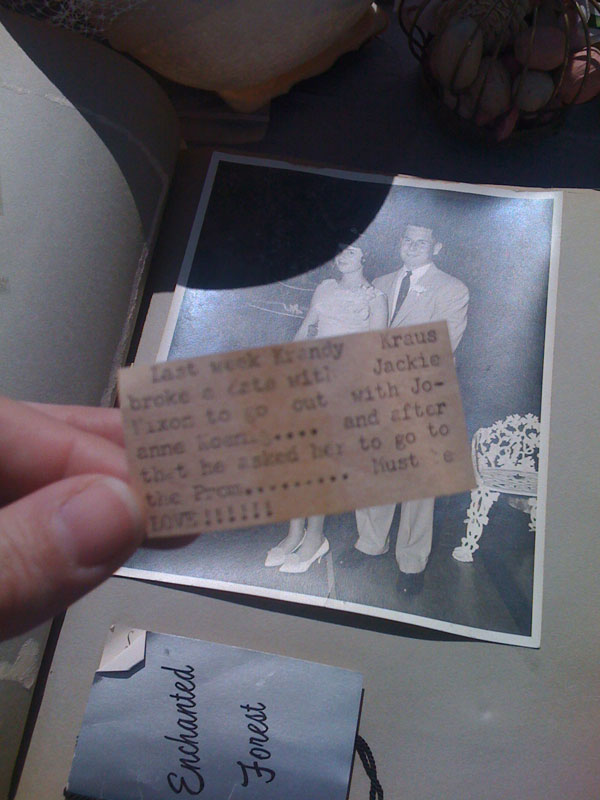 Last week Krandy Kraus
broke a date with Jackie
Nixon to go out with Jo-
anne Koenig.... and after
that he asked her to go to
the Prom.......... Must be
LOVE!!!!!!
Enchanted
Forest